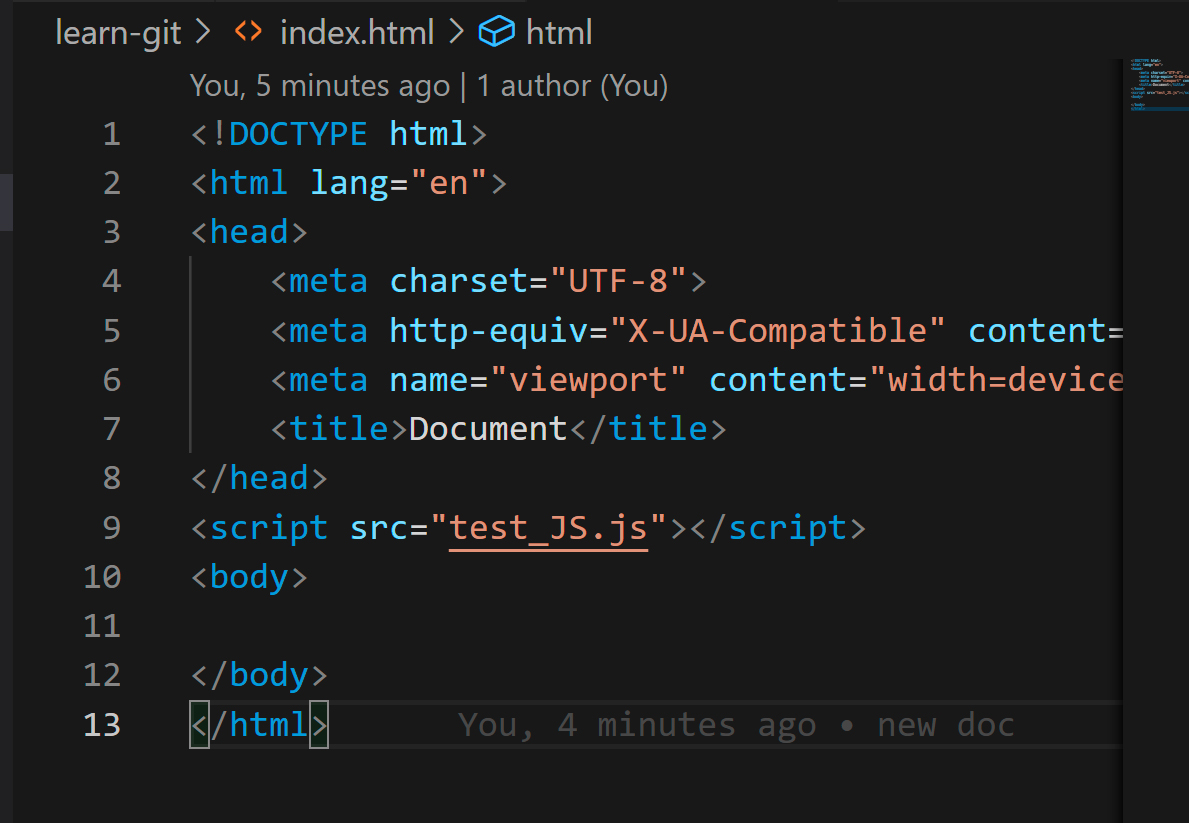 learn-git > index.html > html
You, 5 minutes ago | 1 author (You)
1 <!DOCTYPE html>
2 <html lang="en">
3 <head>
4     <meta charset="UTF-8">
5     <meta http-equiv="X-UA-Compatible" content=
6     <meta name="viewport" content="width=device
7     <title>Document</title>
8 </head>
9 <script src="test_JS.js"></script>
10 <body>
11
12 </body>
13 </html> You, 4 minutes ago • new doc